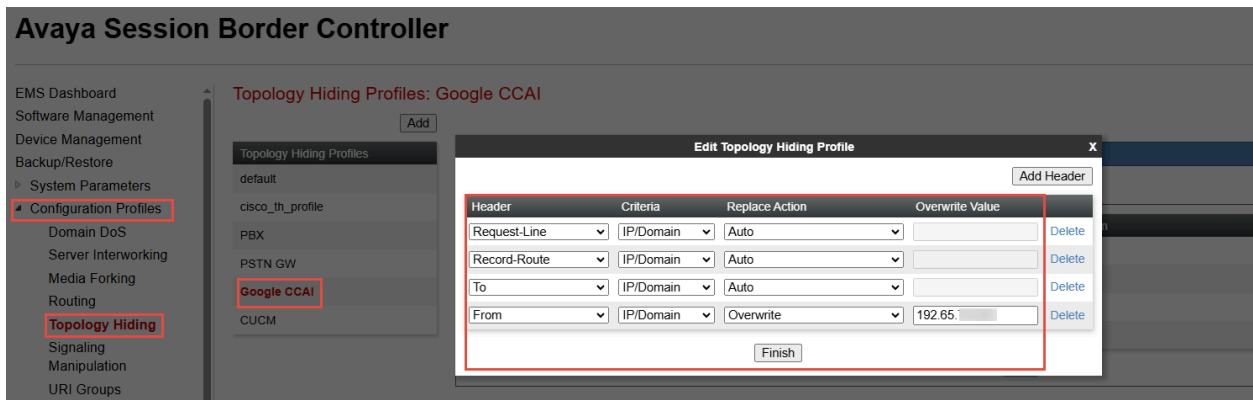 Avaya Session Border Controller
EMS Dashboard
Software Management
Device Management
Backup/Restore
System Parameters
Configuration Profiles
Domain DoS
Server Interworking
Media Forking
Routing
Topology Hiding
Signaling
Manipulation
URI Groups
Topology Hiding Profiles: Google CCAI
Add
Topology Hiding Profiles
default
cisco_th_profile
PBX
PSTN GW
Google CCAI
CUCM
Edit Topology Hiding Profile X
Add Header
Header Criteria Replace Action Overwrite Value
Request-Line IP/Domain Auto Delete
Record-Route IP/Domain Auto Delete
To IP/Domain Auto Delete
From IP/Domain Overwrite 192.65. Delete
Finish